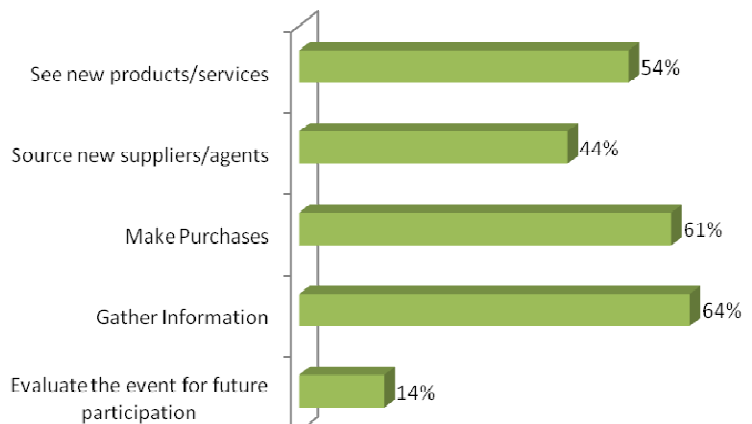 See new products/services
54%
Source new suppliers/agents
44%
Make Purchases
61%
Gather Information
64%
Evaluate the event for future
participation
14%